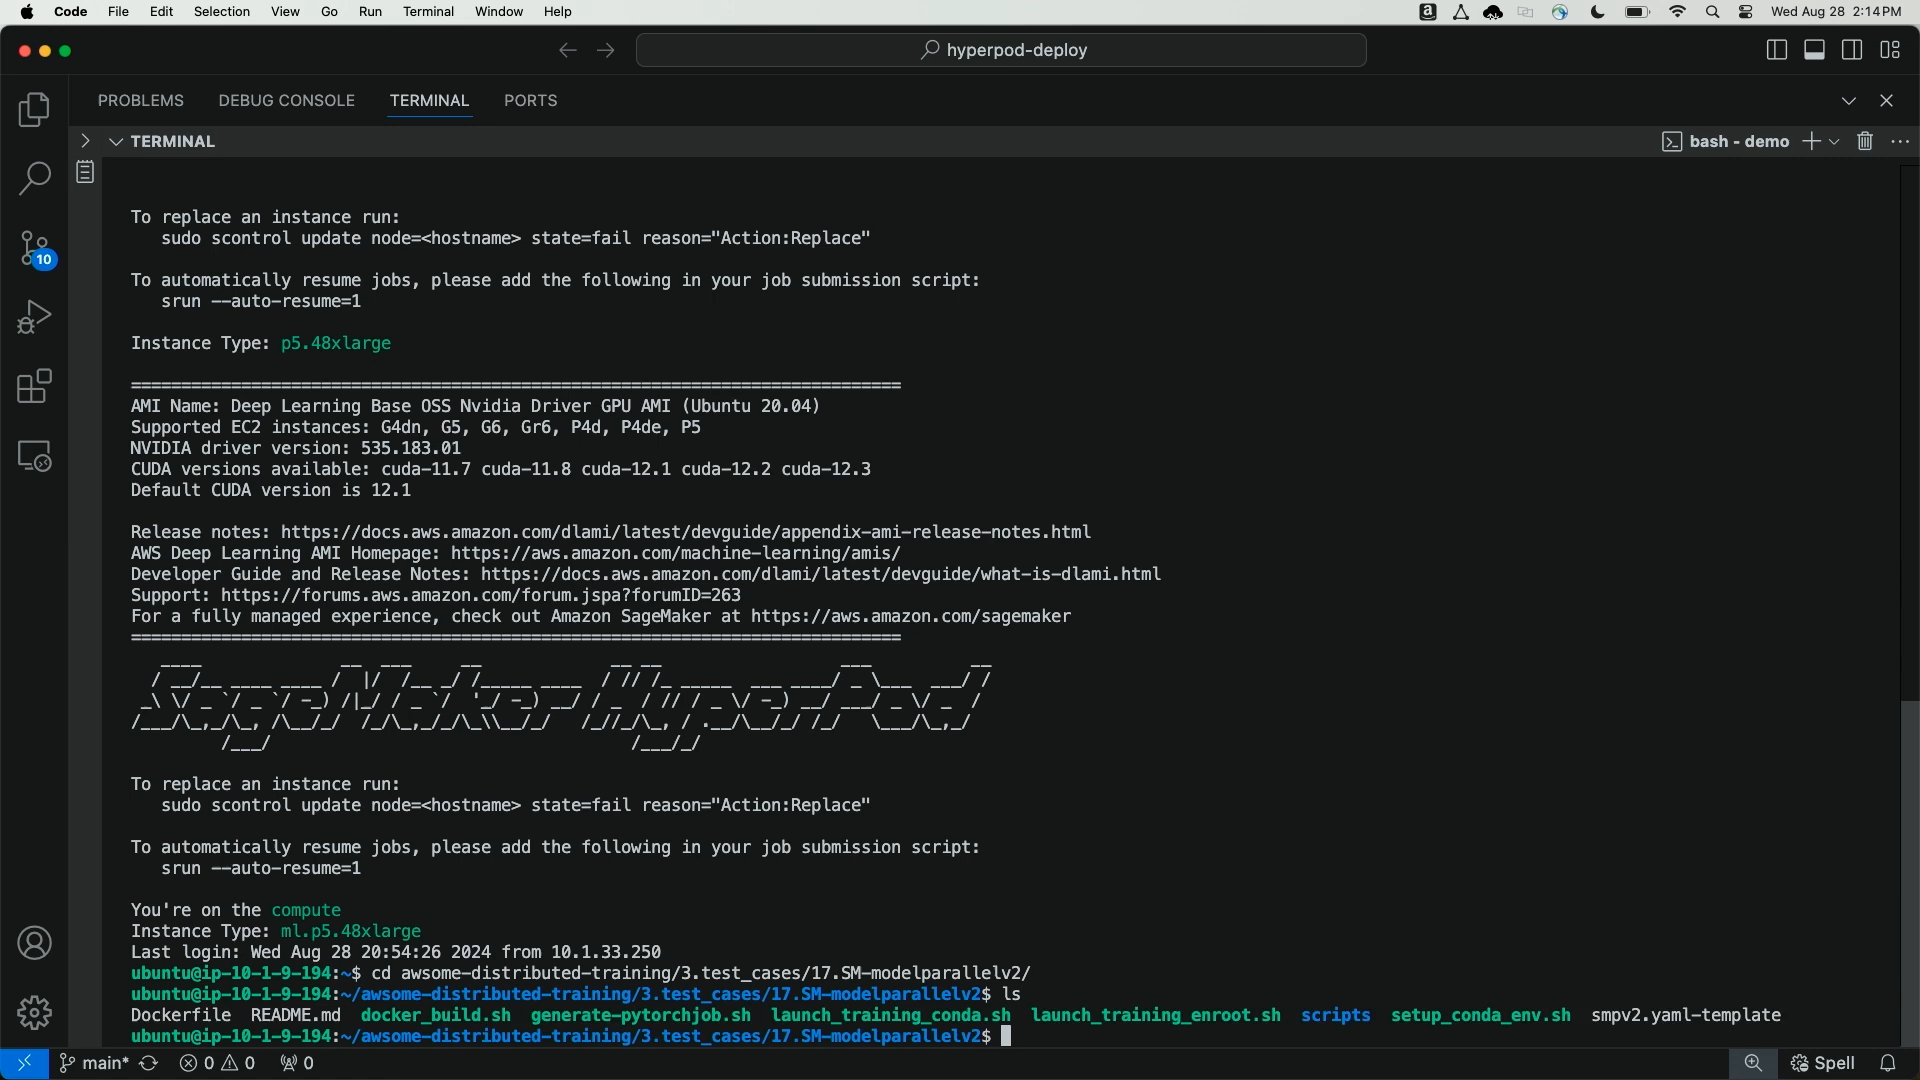 Code File Edit Selection View Go Run Terminal Window Help Wed Aug 28 2:14 PM
hyperpod-deploy
PROBLEMS DEBUG CONSOLE TERMINAL PORTS
TERMINAL bash - demo
10
To replace an instance run:
sudo scontrol update node=<hostname> state=fail reason="Action:Replace"
To automatically resume jobs, please add the following in your job submission script:
srun --auto-resume=1
Instance Type: p5.48xlarge
=============================================================================
AMI Name: Deep Learning Base OSS Nvidia Driver GPU AMI (Ubuntu 20.04)
Supported EC2 instances: G4dn, G5, G6, Gr6, P4d, P4de, P5
NVIDIA driver version: 535.183.01
CUDA versions available: cuda-11.7 cuda-11.8 cuda-12.1 cuda-12.2 cuda-12.3
Default CUDA version is 12.1
Release notes: https://docs.aws.amazon.com/dlami/latest/devguide/appendix-ami-release-notes.html
AWS Deep Learning AMI Homepage: https://aws.amazon.com/machine-learning/amis/
Developer Guide and Release Notes: https://docs.aws.amazon.com/dlami/latest/devguide/what-is-dlami.html
Support: https://forums.aws.amazon.com/forum.jspa?forumID=263
For a fully managed experience, check out Amazon SageMaker at https://aws.amazon.com/sagemaker
=============================================================================
SageMaker HyperPod
To replace an instance run:
sudo scontrol update node=<hostname> state=fail reason="Action:Replace"
To automatically resume jobs, please add the following in your job submission script:
srun --auto-resume=1
You're on the compute
Instance Type: ml.p5.48xlarge
Last login: Wed Aug 28 20:54:26 2024 from 10.1.33.250
ubuntu@ip-10-1-9-194:~$ cd awsome-distributed-training/3.test_cases/17.SM-modelparallelv2/
ubuntu@ip-10-1-9-194:~/awsome-distributed-training/3.test_cases/17.SM-modelparallelv2$ ls
Dockerfile README.md docker_build.sh generate-pytorchjob.sh launch_training_conda.sh launch_training_enroot.sh scripts setup_conda_env.sh smpv2.yaml-template
ubuntu@ip-10-1-9-194:~/awsome-distributed-training/3.test_cases/17.SM-modelparallelv2$
main* 0 0 0 Spell